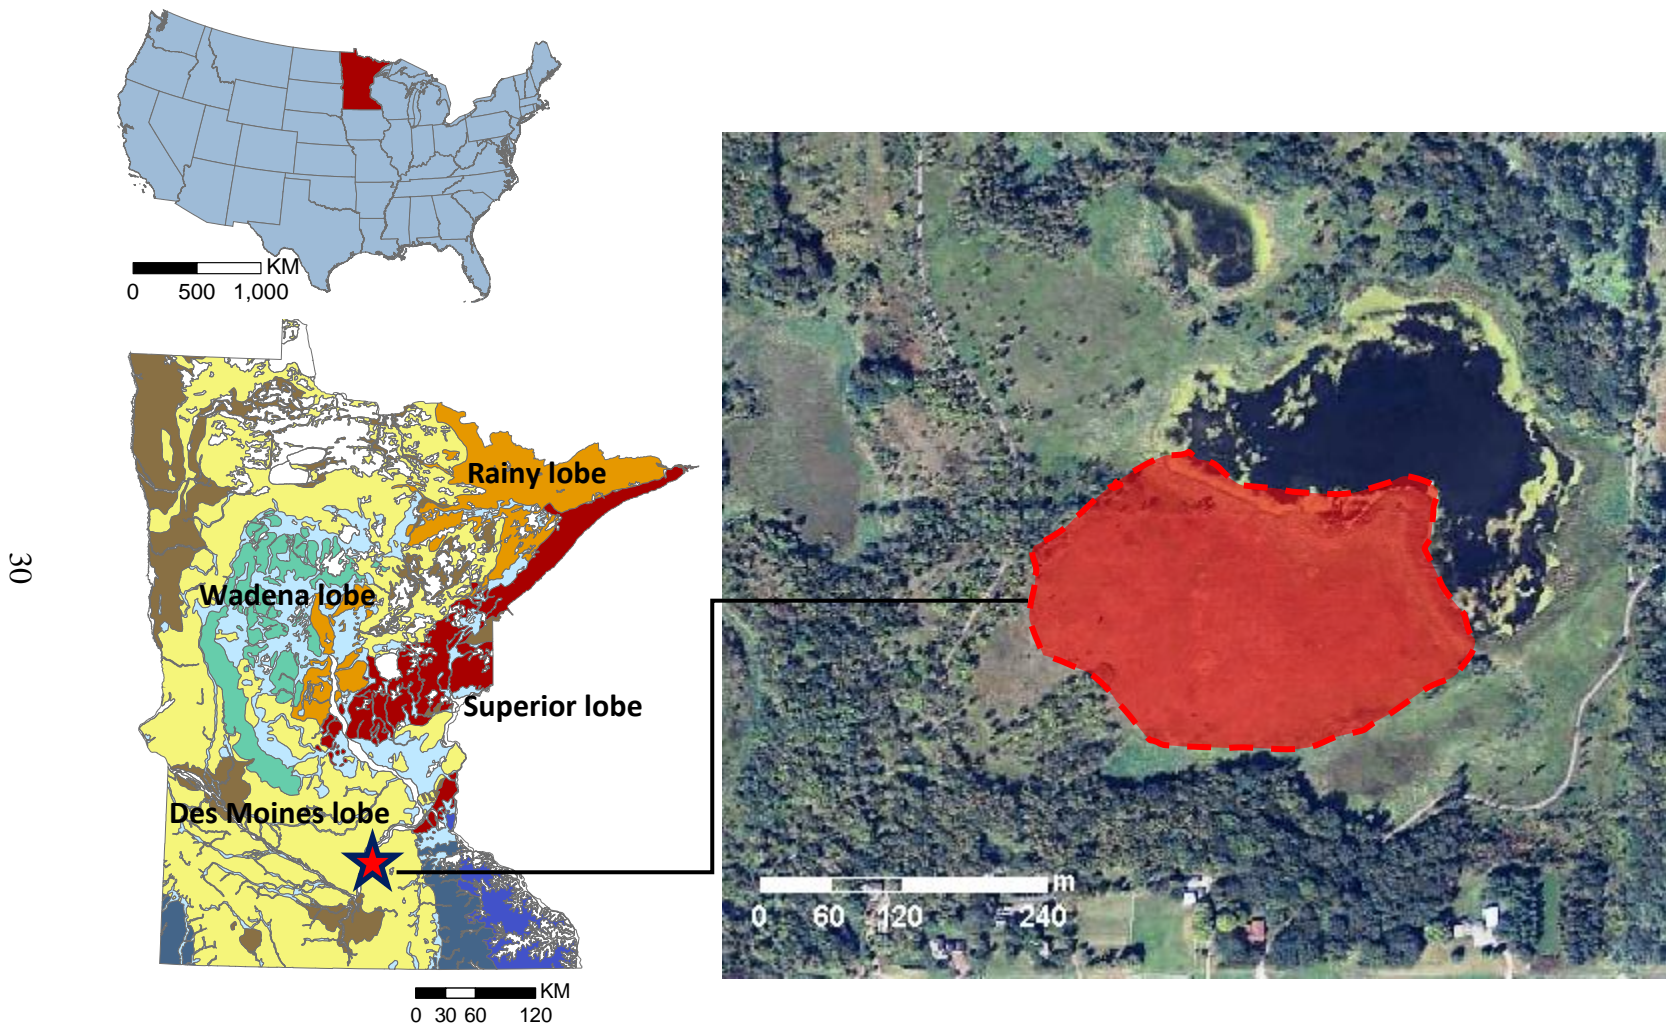 KM
0 500 1,000
Rainy lobe
Wadena lobe
Superior lobe
Des Moines lobe
KM
0 30 60 120
m
0 60 120 240
30